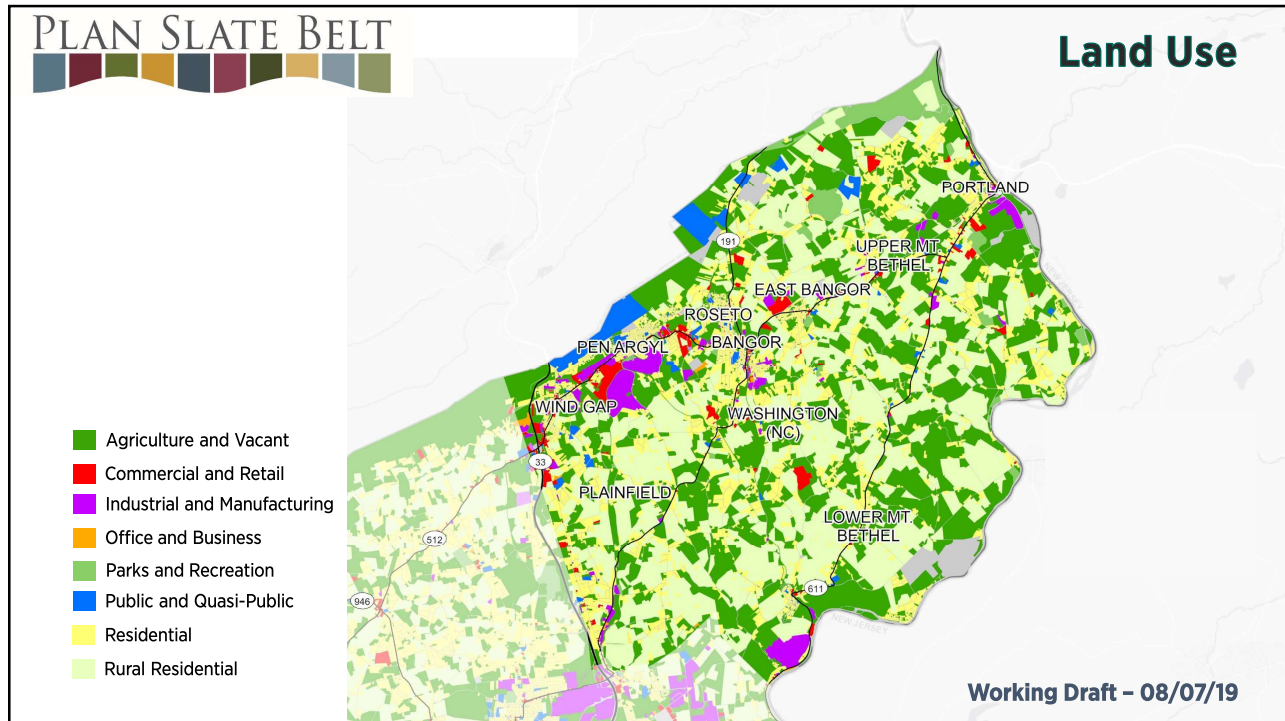 PLAN SLATE BELT
Land Use
PORTLAND
191
UPPER MT.
BETHEL
NEW JERSEY
EAST BANGOR
ROSETO
BANGOR
PEN ARGYL
WIND GAP
WASHINGTON
(NC)
33
PLAINFIELD
LOWER MT.
BETHEL
512
611
946
NEW JERSEY
Agriculture and Vacant
Commercial and Retail
Industrial and Manufacturing
Office and Business
Parks and Recreation
Public and Quasi-Public
Residential
Rural Residential
Working Draft – 08/07/19